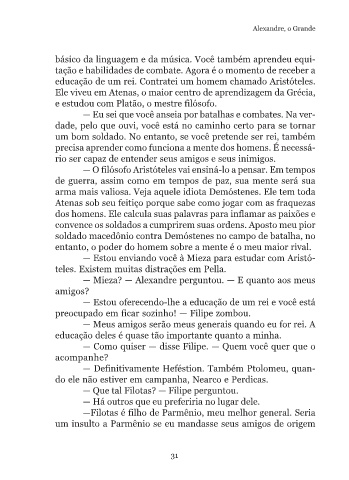 Alexandre, o Grande
básico da linguagem e da música. Você também aprendeu equi-
tação e habilidades de combate. Agora é o momento de receber a
educação de um rei. Contratei um homem chamado Aristóteles.
Ele viveu em Atenas, o maior centro de aprendizagem da Grécia,
e estudou com Platão, o mestre filósofo.
— Eu sei que você anseia por batalhas e combates. Na ver-
dade, pelo que ouvi, você está no caminho certo para se tornar
um bom soldado. No entanto, se você pretende ser rei, também
precisa aprender como funciona a mente dos homens. É necessá-
rio ser capaz de entender seus amigos e seus inimigos.
— O filósofo Aristóteles vai ensiná-lo a pensar. Em tempos
de guerra, assim como em tempos de paz, sua mente será sua
arma mais valiosa. Veja aquele idiota Demóstenes. Ele tem toda
Atenas sob seu feitiço porque sabe como jogar com as fraquezas
dos homens. Ele calcula suas palavras para inflamar as paixões e
convence os soldados a cumprirem suas ordens. Aposto meu pior
soldado macedônio contra Demóstenes no campo de batalha, no
entanto, o poder do homem sobre a mente é o meu maior rival.
— Estou enviando você à Mieza para estudar com Aristó-
teles. Existem muitas distrações em Pella.
— Mieza? — Alexandre perguntou. — E quanto aos meus
amigos?
— Estou oferecendo-lhe a educação de um rei e você está
preocupado em ficar sozinho! — Filipe zombou.
— Meus amigos serão meus generais quando eu for rei. A
educação deles é quase tão importante quanto a minha.
— Como quiser — disse Filipe. — Quem você quer que o
acompanhe?
— Definitivamente Heféstion. Também Ptolomeu, quan-
do ele não estiver em campanha, Nearco e Perdicas.
— Que tal Filotas? — Filipe perguntou.
— Há outros que eu preferiria no lugar dele.
—Filotas é filho de Parmênio, meu melhor general. Seria
um insulto a Parmênio se eu mandasse seus amigos de origem
31